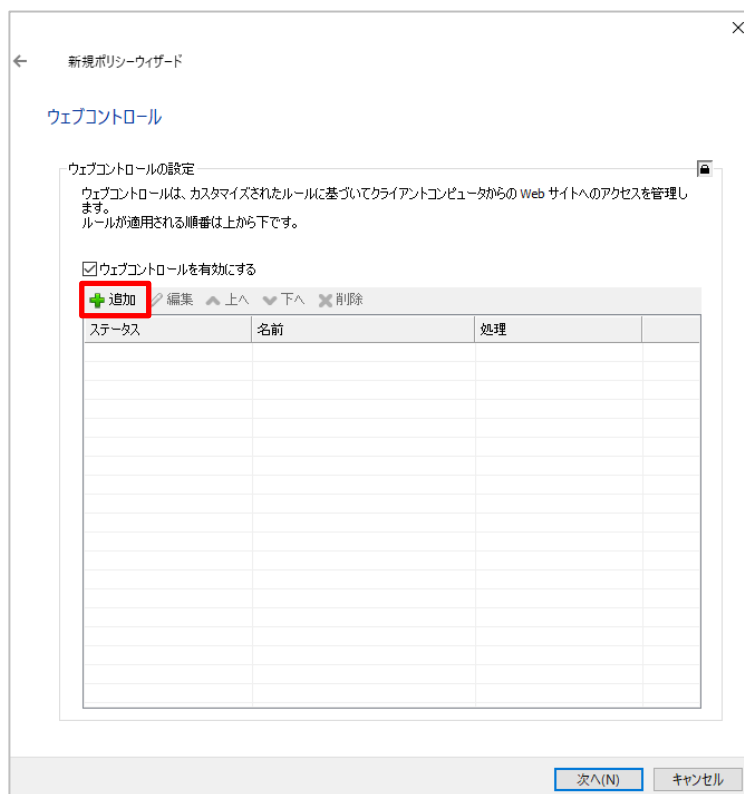 新規ポリシーウィザード
ウェブコントロール
ウェブコントロールの設定
ウェブコントロールは、カスタマイズされたルールに基づいてクライアントコンピュータからの Web サイトへのアクセスを管理し
ます。
ルールが適用される順番は上から下です。
ウェブコントロールを有効にする
追加 編集 上へ 下へ 削除
ステータス 名前 処理
次へ(N) キャンセル